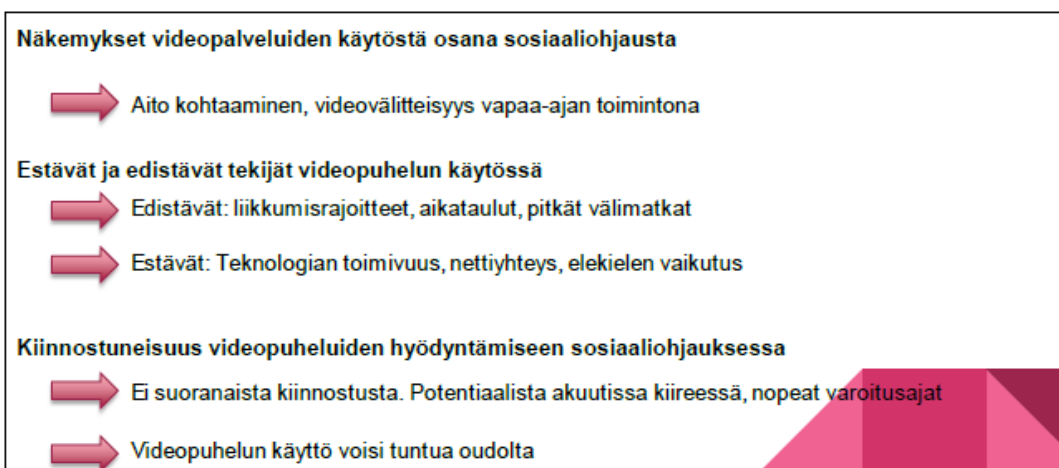 Näkemykset videopalveluiden käytöstä osana sosiaaliohjausta
Aito kohtaaminen, videovälitteisyys vapaa-ajan toimintona
Estävät ja edistävät tekijät videopuhelun käytössä
Edistävät: liikkumisrajoitteet, aikataulut, pitkät välimatkat
Estävät: Teknologian toimivuus, nettiyhteys, elekielen vaikutus
Kiinnostuneisuus videopuheluiden hyödyntämiseen sosiaaliohjauksessa
Ei suoranaista kiinnostusta. Potentiaalista akuutissa kiireessä, nopeat varoitusajat
Videopuhelun käyttö voisi tuntua oudolta